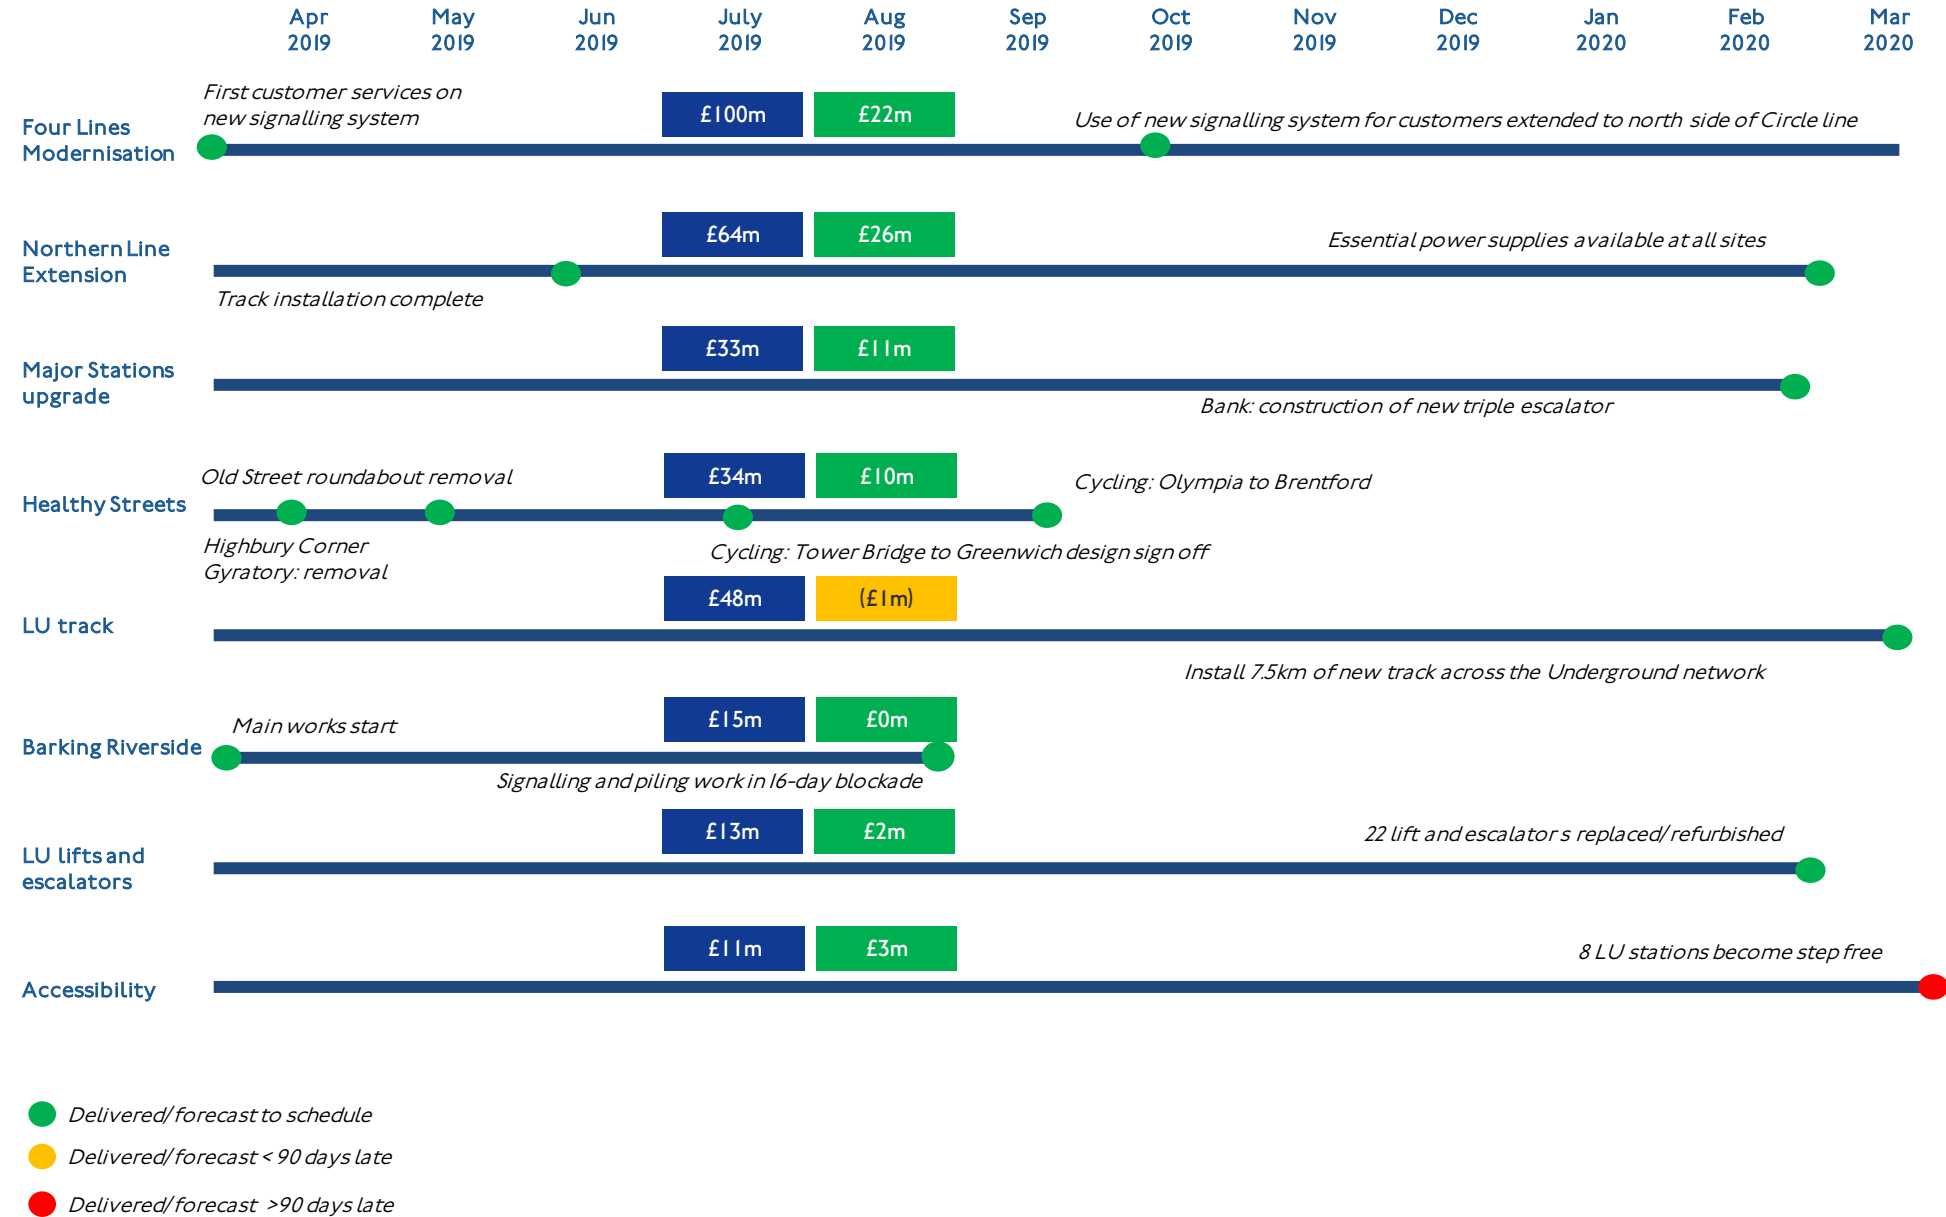 Apr May Jun July Aug Sep Oct Nov Dec Jan Feb Mar
2019 2019 2019 2019 2019 2019 2019 2019 2019 2020 2020 2020
First customer services on
new signalling system
£100m £22m
Use of new signalling system for customers extended to north side of Circle line
Four Lines
Modernisation
£64m £26m
Essential power supplies available at all sites
Northern Line
Extension
Track installation complete
£33m £11m
Major Stations
upgrade
Bank: construction of new triple escalator
Old Street roundabout removal
£34m £10m
Cycling: Olympia to Brentford
Healthy Streets
Highbury Corner
Gyratory: removal
Cycling: Tower Bridge to Greenwich design sign off
£48m (£1m)
LU track
Install 7.5km of new track across the Underground network
£15m £0m
Main works start
Barking Riverside
Signalling and piling work in 16-day blockade
£13m £2m
22 lift and escalator s replaced/refurbished
LU lifts and
escalators
£11m £3m
8 LU stations become step free
Accessibility
Delivered/forecast to schedule
Delivered/forecast < 90 days late
Delivered/forecast >90 days late